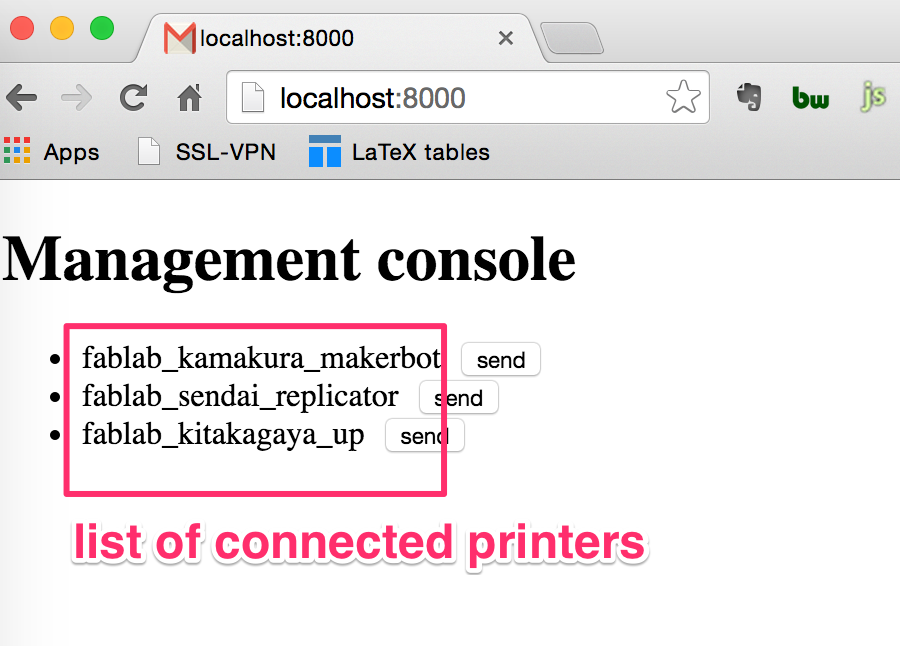 localhost:8000
localhost:8000
bw
js
Apps SSL-VPN LaTeX tables
Management console
fablab_kamakura_makerbot send
fablab_sendai_replicator send
fablab_kitakagaya_up send
list of connected printers